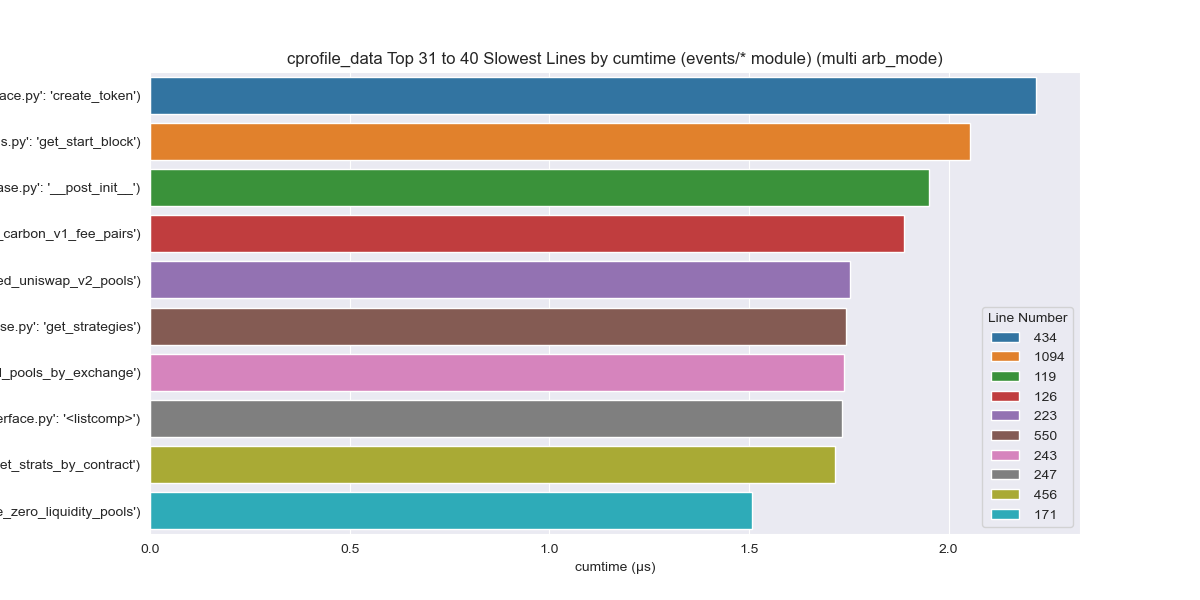 cprofile_data Top 31 to 40 Slowest Lines by cumtime (events/* module) (multi arb_mode)
ace.py': 'create_token')
s.py': 'get_start_block')
ase.py': '__post_init__')
_carbon_v1_fee_pairs')
ed_uniswap_v2_pools')
se.py': 'get_strategies')
l_pools_by_exchange')
erface.py': '<listcomp>')
et_strats_by_contract')
e_zero_liquidity_pools')
Line Number
434
1094
119
126
223
550
243
247
456
171
0.0 0.5 1.0 1.5 2.0
cumtime (µs)